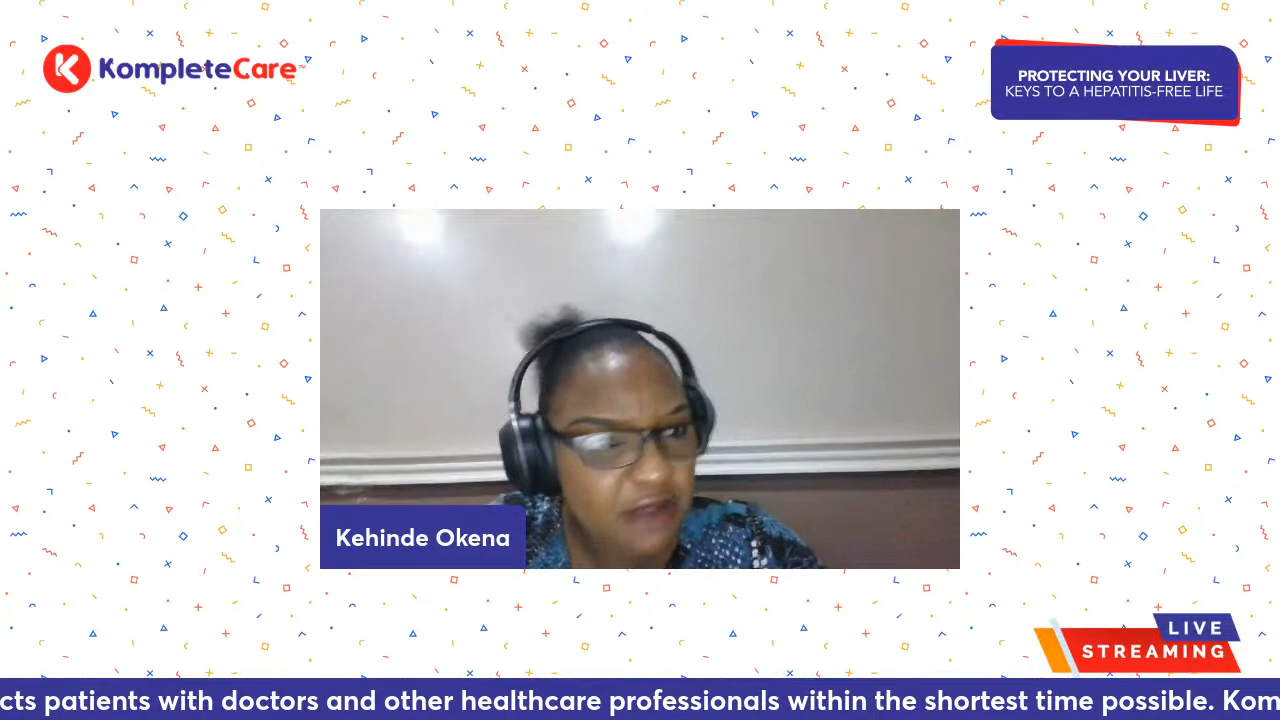 KompleteCare™
PROTECTING YOUR LIVER:
KEYS TO A HEPATITIS-FREE LIFE
Kehinde Okena
LIVE
STREAMING
cts patients with doctors and other healthcare professionals within the shortest time possible. Kom